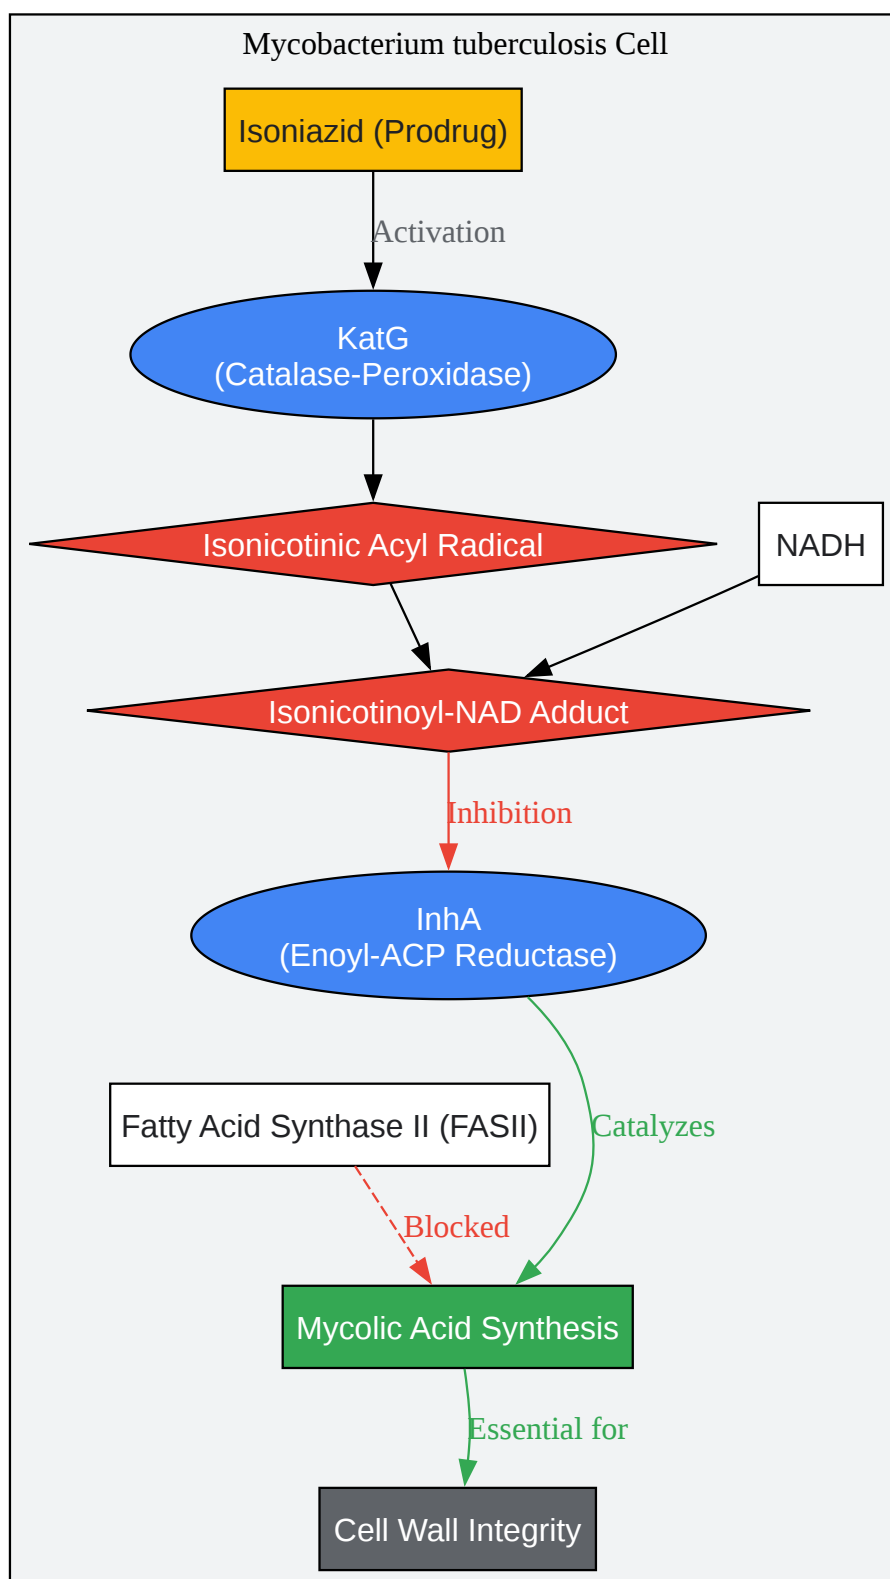 Mycobacterium tuberculosis Cell
Isoniazid (Prodrug)
Activation
KatG
(Catalase-Peroxidase)
Isonicotinic Acyl Radical
NADH
Isonicotinoyl-NAD Adduct
Inhibition
InhA
(Enoyl-ACP Reductase)
Fatty Acid Synthase II (FASII)
Catalyzes
Blocked
Mycolic Acid Synthesis
Essential for
Cell Wall Integrity